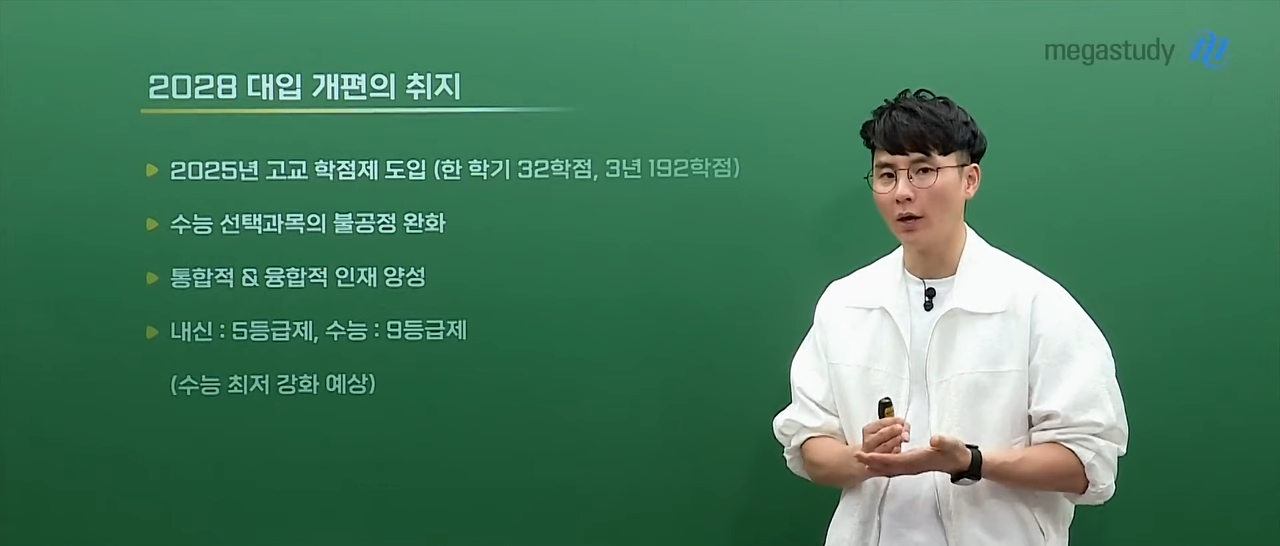 megastudy
2028 대입 개편의 취지
2025년 고교 학점제 도입 (한 학기 32학점, 3년 192학점)
수능 선택과목의 불공정 완화
통합적 & 융합적 인재 양성
내신 : 5등급제, 수능 : 9등급제
(수능 최저 강화 예상)